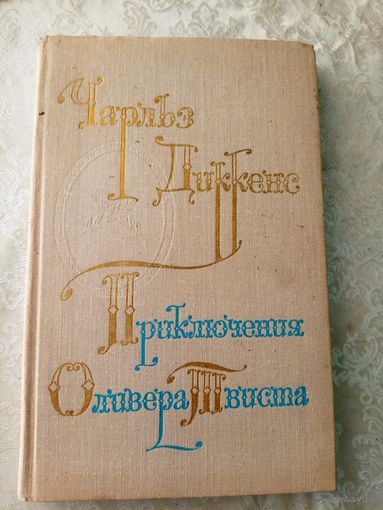 Чарльз
Диккенс
Приключения
Оливера Твиста